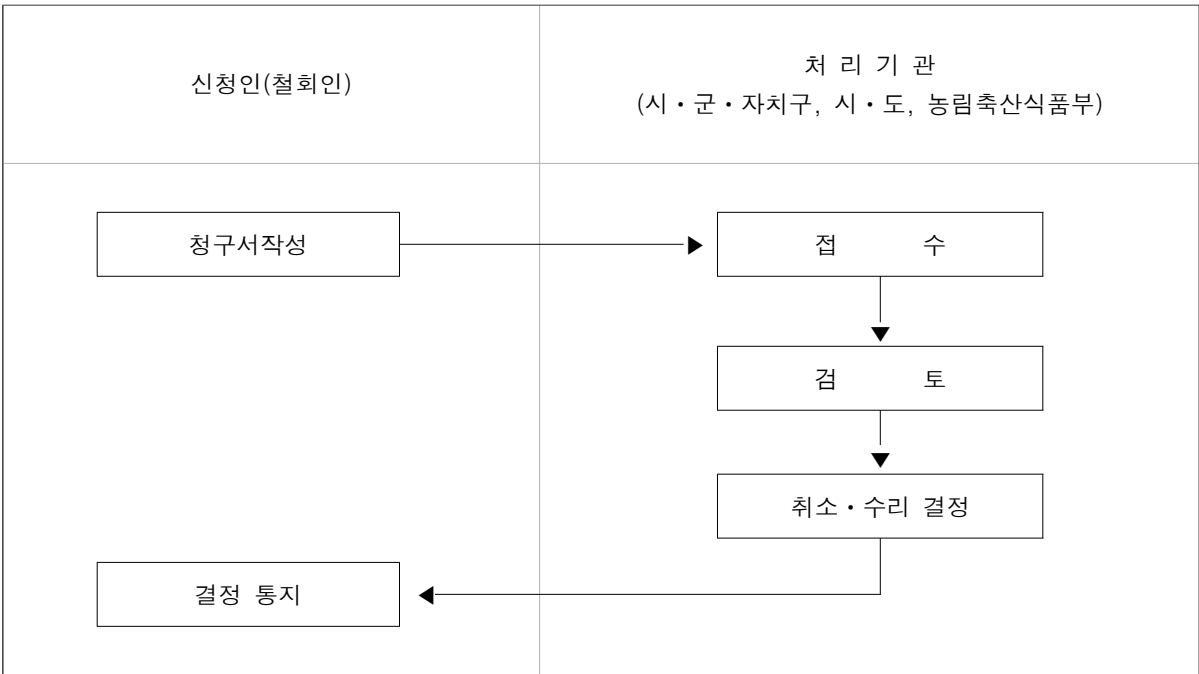 신청인(철회인)
처 리 기 관
(시・군・자치구, 시・도, 농림축산식품부)
청구서작성
접 수
검 토
취소・수리 결정
결정 통지